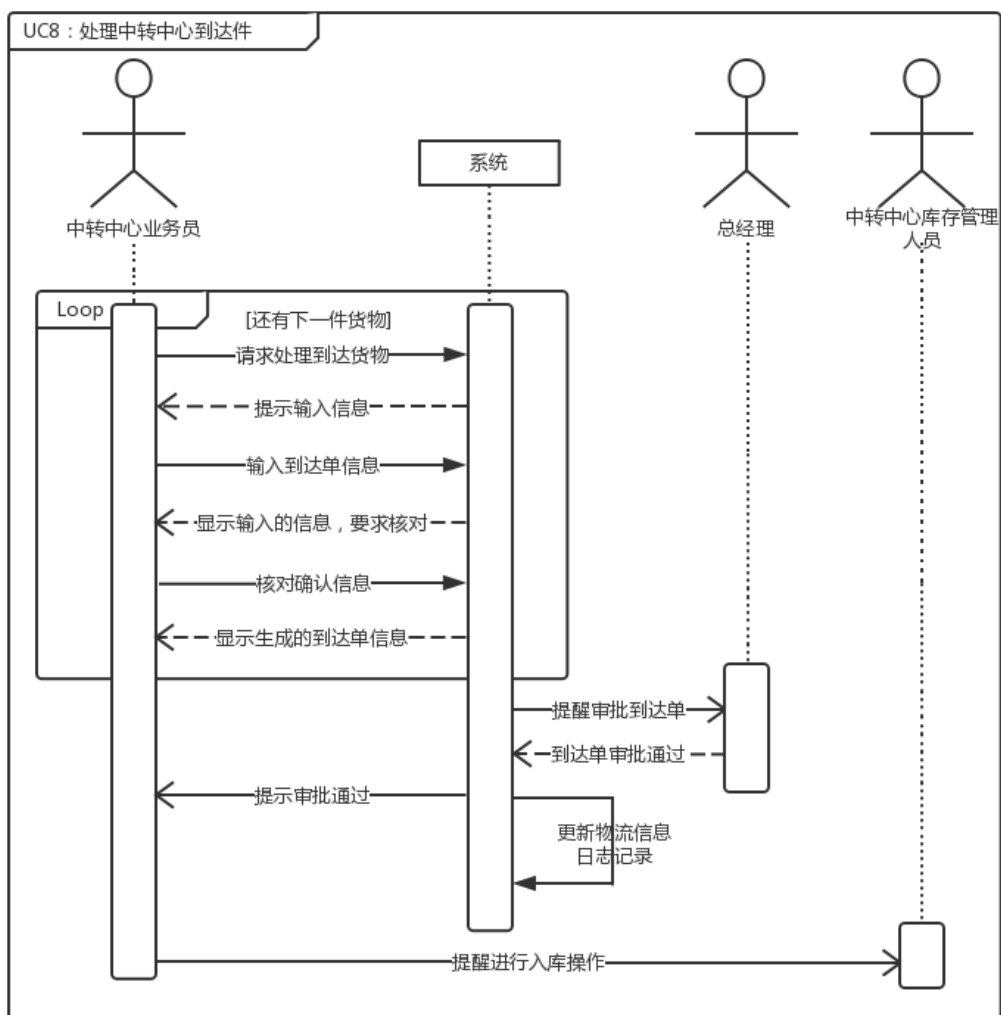 UC8：处理中转中心到达件
系统
中转中心业务员
总经理
中转中心库存管理
人员
Loop
[还有下一件货物]
请求处理到达货物
提示输入信息
输入到达单信息
显示输入的信息，要求核对
核对确认信息
显示生成的到达单信息
提醒审批到达单
到达单审批通过
提示审批通过
更新物流信息
日志记录
提醒进行入库操作